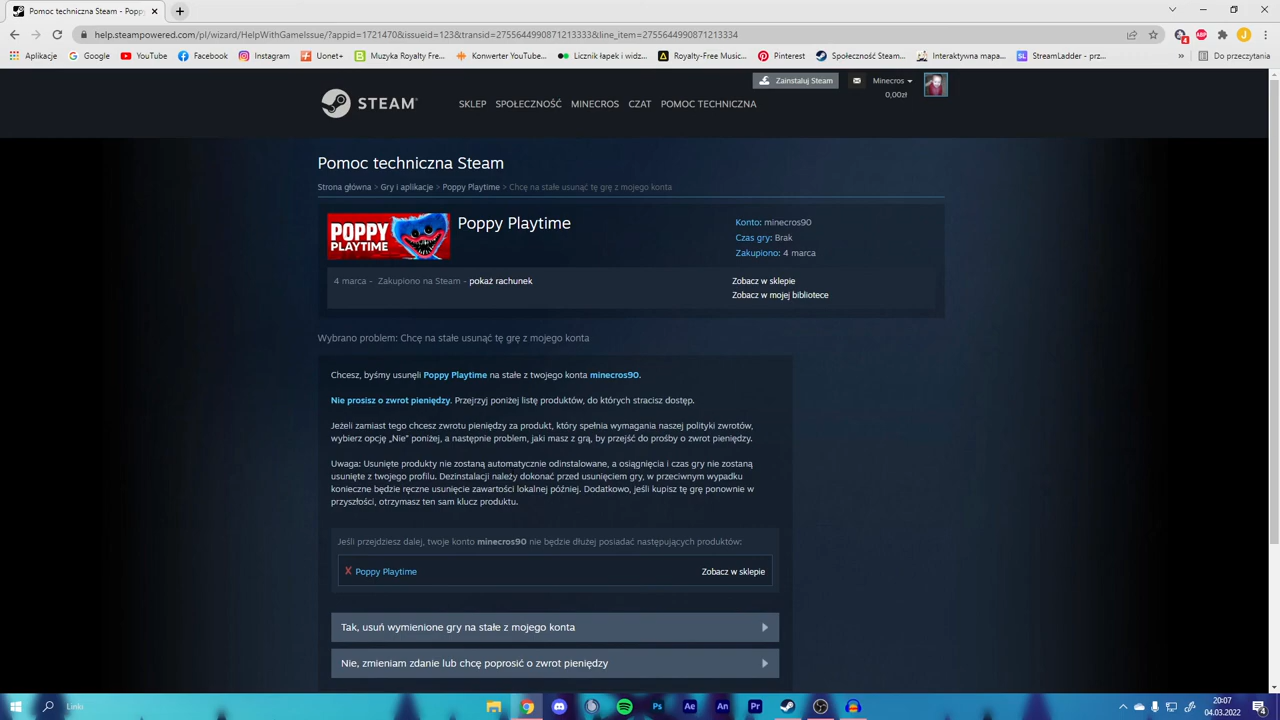 Pomoc techniczna Steam - Poppy
help.steampowered.com/pl/wizard/HelpWithGameIssue/?appid=1721470&issueid=123&transid=2755644990871213333&line_item=2755644990871213334
Aplikacje
Google
YouTube
Facebook
Instagram
Unet+
Muzyka Royalty Fre...
Konwerter YouTube...
Licznik łapek i widz...
Royalty-Free Music...
Pinterest
Steam Społeczność...
Interaktywna mapa...
StreamLadder - prz...
Do przeczytania
Zainstaluj Steam
Minecros
0,00zł
STEAM
SKLEP SPOŁECZNOŚĆ MINECROS CZAT POMOC TECHNICZNA
Pomoc techniczna Steam
Strona główna > Gry i aplikacje > Poppy Playtime > Chcę na stałe usunąć tę grę z mojego konta
POPPY
PLAYTIME
Poppy Playtime
Konto: minecros90
Czas gry: Brak
Zakupiono: 4 marca
4 marca - Zakupiono na Steam - pokaż rachunek
Zobacz w sklepie
Zobacz w mojej bibliotece
Wybrano problem: Chcę na stałe usunąć tę grę z mojego konta
Chcesz, byśmy usunęli Poppy Playtime na stałe z twojego konta minecros90.
Nie prosisz o zwrot pieniędzy. Przejrzyj poniżej listę produktów, do których stracisz dostęp.
Jeżeli zamiast tego chcesz zwrotu pieniędzy za produkt, który spełnia wymagania naszej polityki zwrotów,
wybierz opcję „Nie” poniżej, a następnie problem, jaki masz z grą, by przejść do prośby o zwrot pieniędzy.
Uwaga: Usunięte produkty nie zostaną automatycznie odinstalowane, a osiągnięcia i czas gry nie zostaną
usunięte z twojego profilu. Dezinstalacji należy dokonać przed usunięciem gry, w przeciwnym wypadku
konieczne będzie ręczne usunięcie zawartości lokalnej później. Dodatkowo, jeśli kupisz tę grę ponownie w
przyszłości, otrzymasz ten sam klucz produktu.
Jeśli przejdziesz dalej, twoje konto minecros90 nie będzie dłużej posiadać następujących produktów:
X Poppy Playtime
Zobacz w sklepie
Tak, usuń wymienione gry na stałe z mojego konta
Nie, zmieniam zdanie lub chcę poprosić o zwrot pieniędzy
Linki
Ps
Ae
An
Pr
20:07
04.03.2022